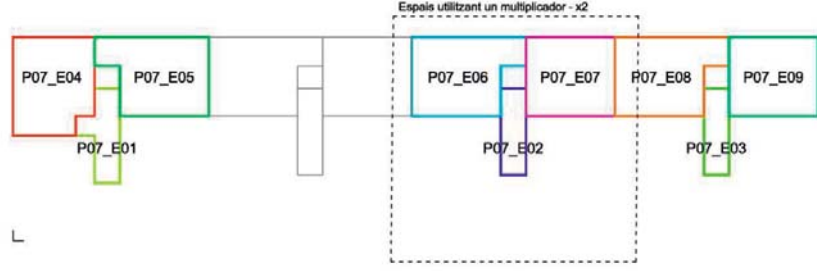 Espais utilitzant un multiplicador - x2
P07_E04
P07_E05
P07_E06
P07_E07
P07_E08
P07_E09
P07_E01
P07_E02
P07_E03